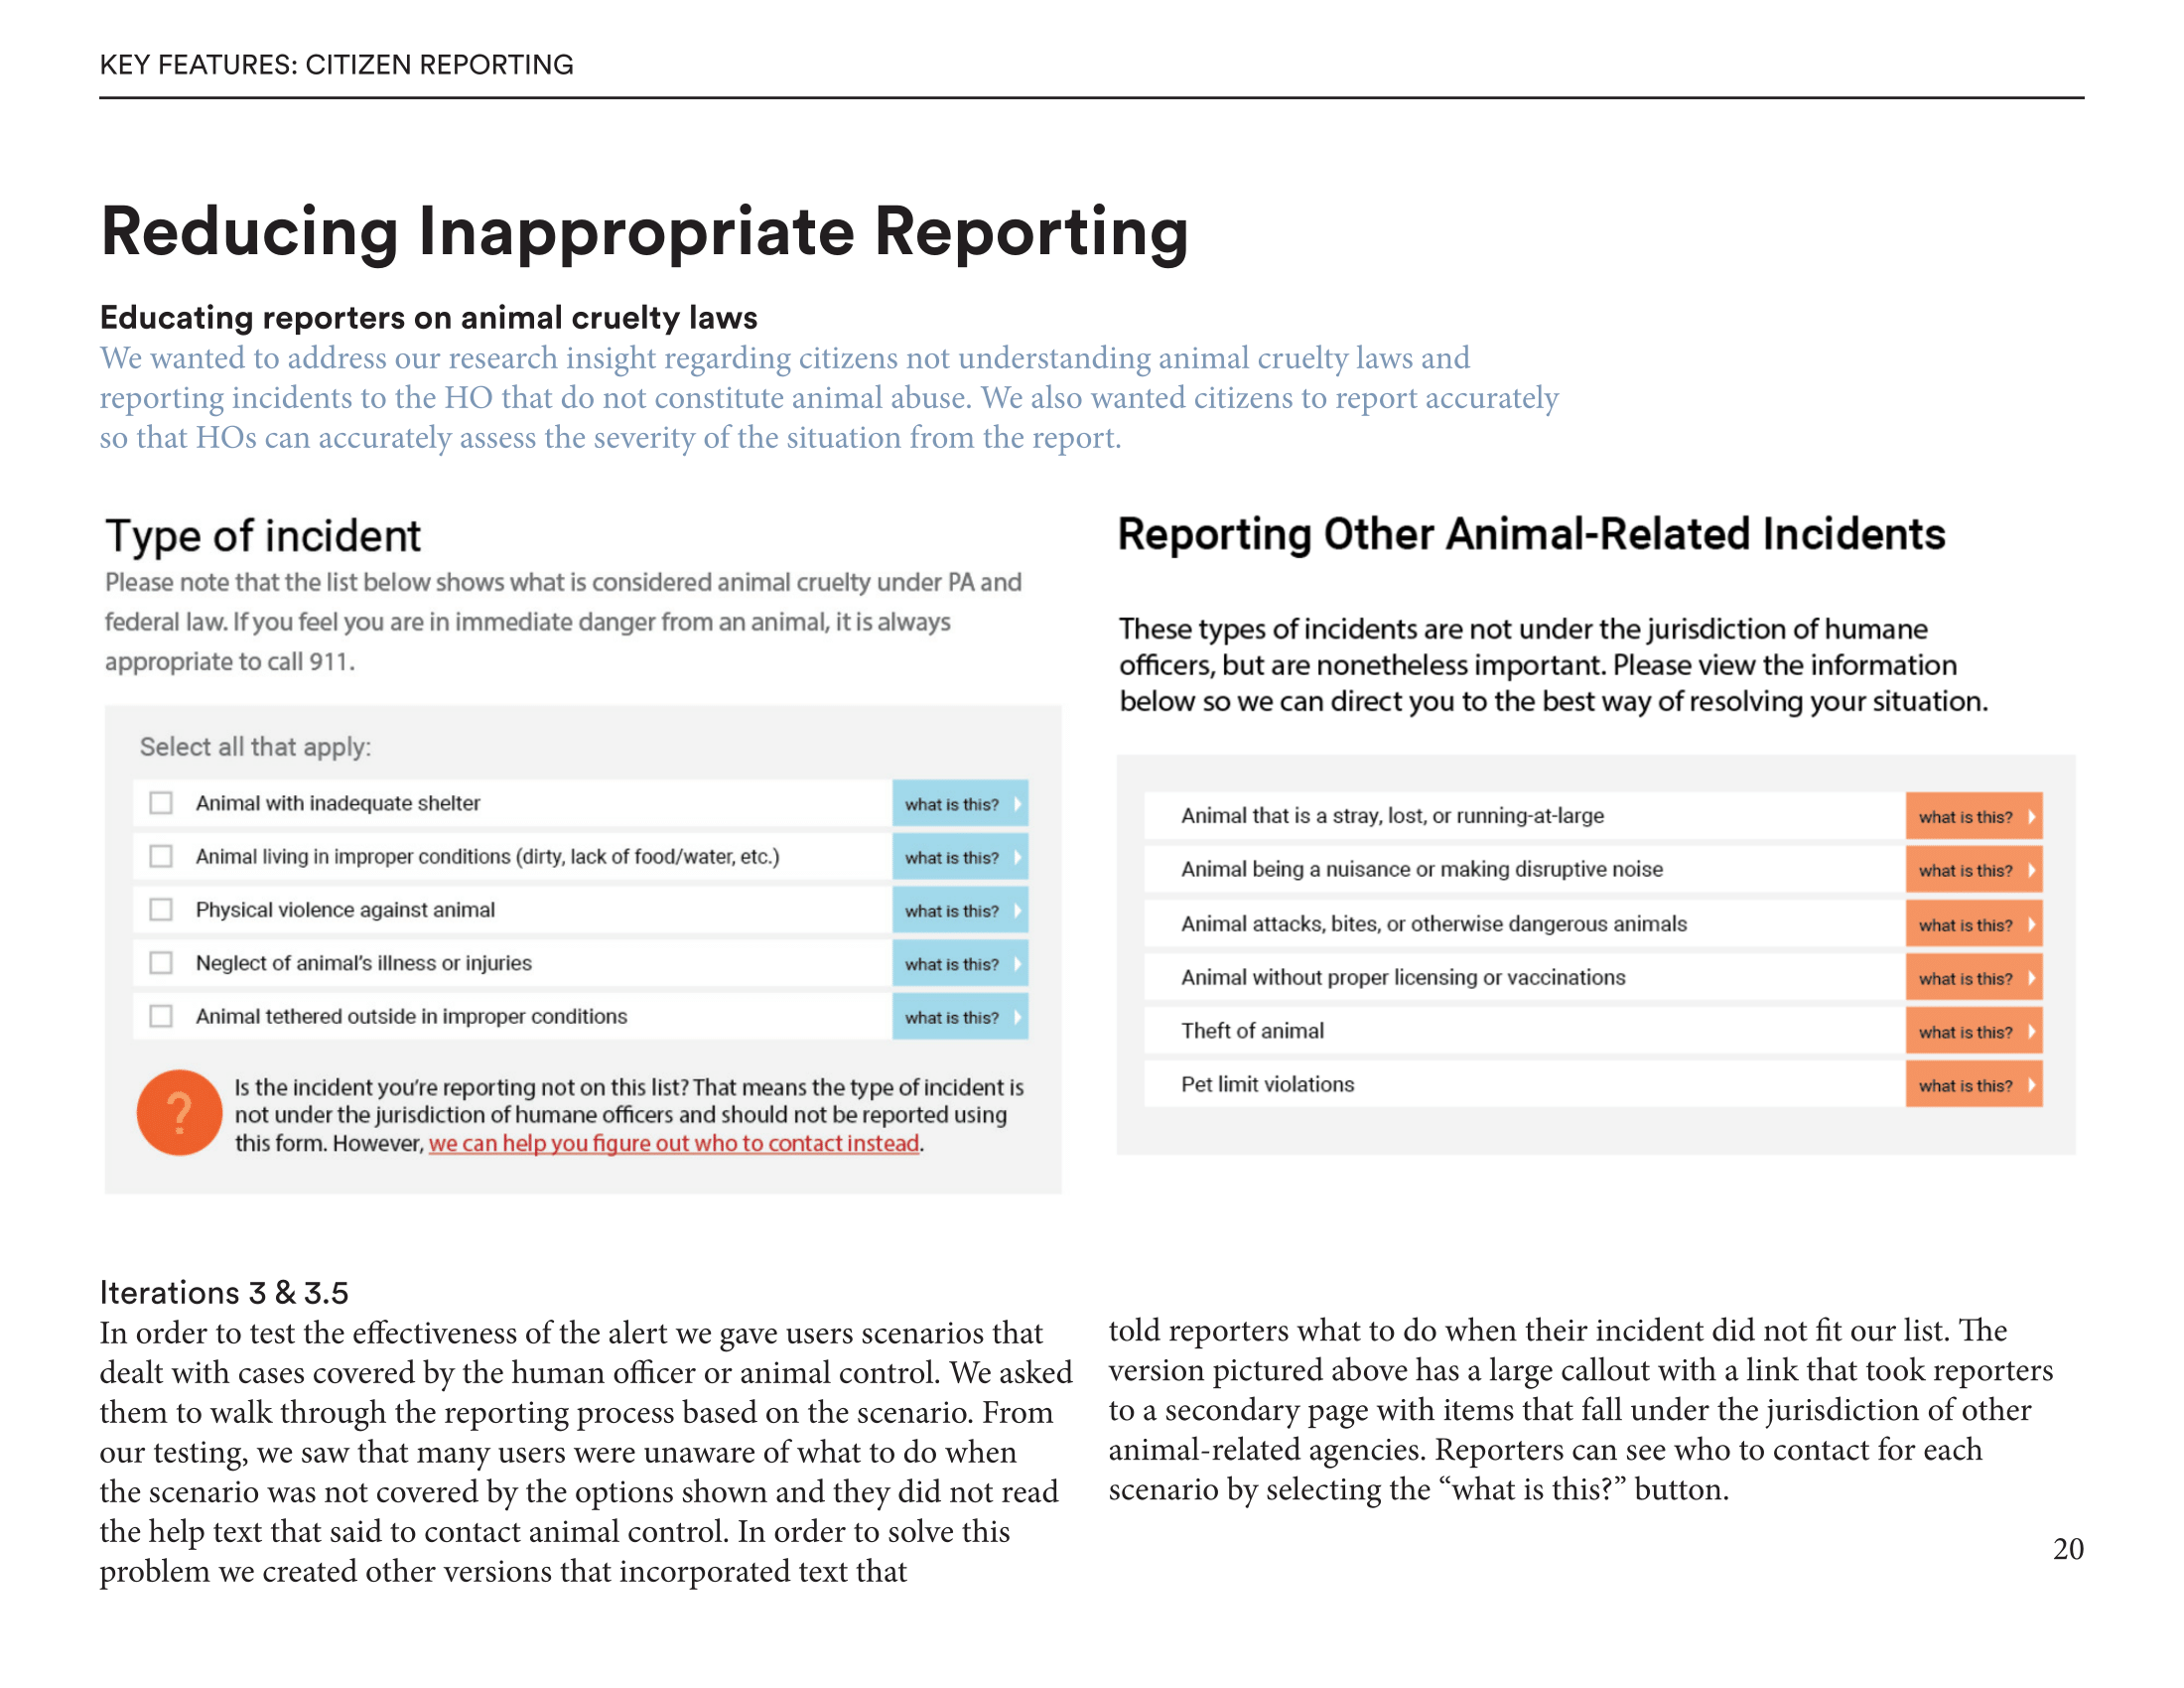 KEY FEATURES: CITIZEN REPORTING
Reducing Inappropriate Reporting
Educating reporters on animal cruelty laws
We wanted to address our research insight regarding citizens not understanding animal cruelty laws and
reporting incidents to the HO that do not constitute animal abuse. We also wanted citizens to report accurately
so that HOs can accurately assess the severity of the situation from the report.
Type of incident
Please note that the list below shows what is considered animal cruelty under PA and
federal law. If you feel you are in immediate danger from an animal, it is always
appropriate to call 911.
Select all that apply:
Animal with inadequate shelter what is this?
Animal living in improper conditions (dirty, lack of food/water, etc.) what is this?
Physical violence against animal what is this?
Neglect of animal's illness or injuries what is this?
Animal tethered outside in improper conditions what is this?
?
Is the incident you're reporting not on this list? That means the type of incident is
not under the jurisdiction of humane officers and should not be reported using
this form. However, we can help you figure out who to contact instead.
Reporting Other Animal-Related Incidents
These types of incidents are not under the jurisdiction of humane
officers, but are nonetheless important. Please view the information
below so we can direct you to the best way of resolving your situation.
Animal that is a stray, lost, or running-at-large what is this?
Animal being a nuisance or making disruptive noise what is this?
Animal attacks, bites, or otherwise dangerous animals what is this?
Animal without proper licensing or vaccinations what is this?
Theft of animal what is this?
Pet limit violations what is this?
Iterations 3 & 3.5
In order to test the effectiveness of the alert we gave users scenarios that
dealt with cases covered by the human officer or animal control. We asked
them to walk through the reporting process based on the scenario. From
our testing, we saw that many users were unaware of what to do when
the scenario was not covered by the options shown and they did not read
the help text that said to contact animal control. In order to solve this
problem we created other versions that incorporated text that
told reporters what to do when their incident did not fit our list. The
version pictured above has a large callout with a link that took reporters
to a secondary page with items that fall under the jurisdiction of other
animal-related agencies. Reporters can see who to contact for each
scenario by selecting the “what is this?” button.
20